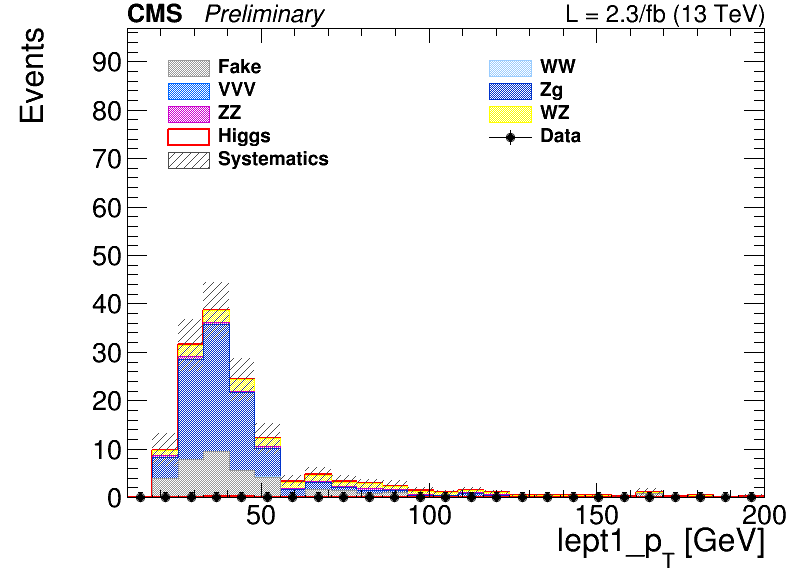 CMS Preliminary L = 2.3/fb (13 TeV)
Events
90
80
70
60
50
40
30
20
10
0
Fake WW
VVV Zg
ZZ WZ
Higgs Data
Systematics
50 100 150 200
lept1_pT [GeV]